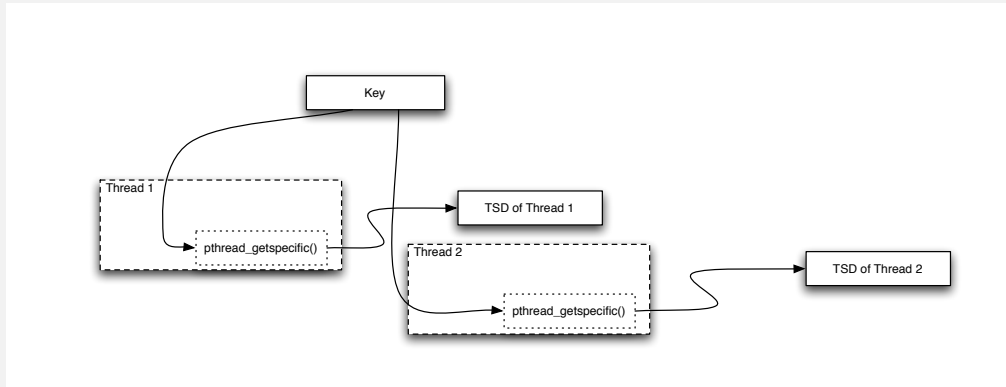 Key
Thread 1
pthread_getspecific()
TSD of Thread 1
Thread 2
pthread_getspecific()
TSD of Thread 2